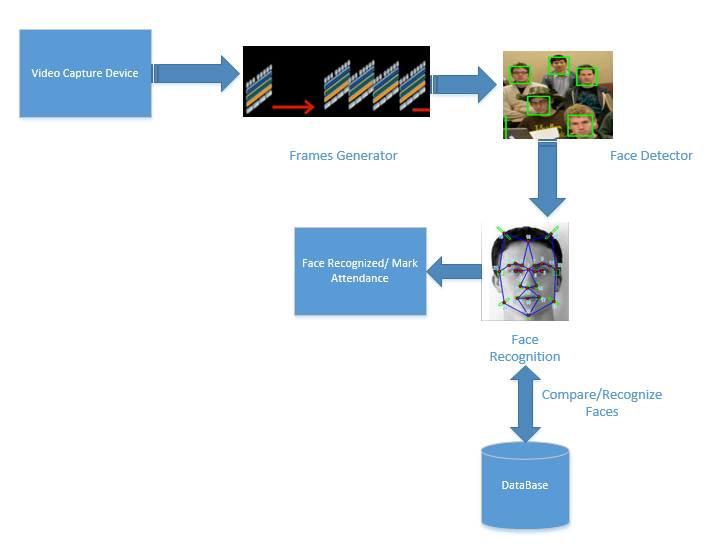 Video Capture Device
Frames Generator
Face Detector
Face Recognized/ Mark
Attendance
Face
Recognition
Compare/Recognize
Faces
DataBase